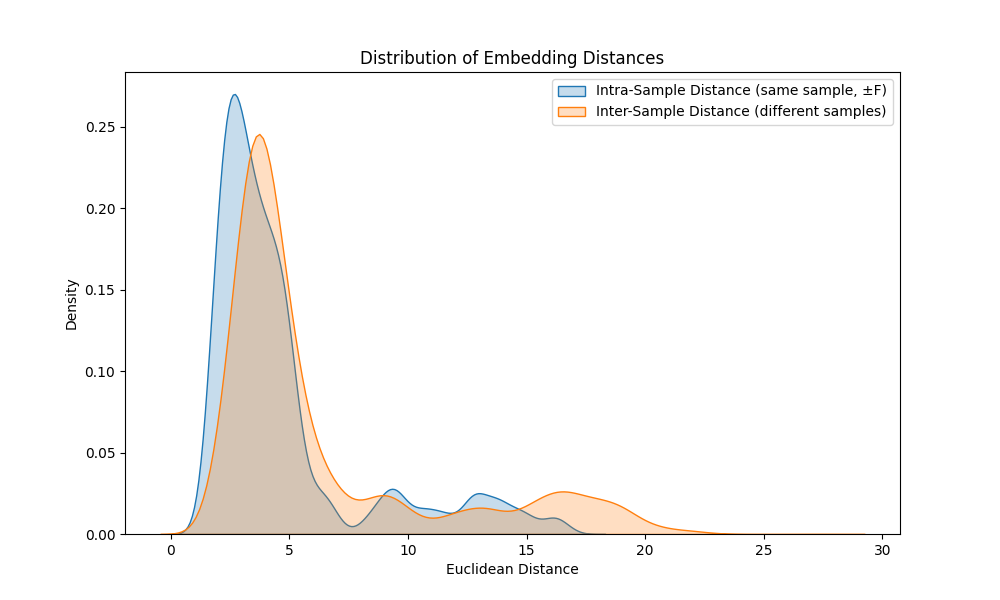 Distribution of Embedding Distances
Intra-Sample Distance (same sample, ±F)
Inter-Sample Distance (different samples)
Density
0.25
0.20
0.15
0.10
0.05
0.00
0 5 10 15 20 25 30
Euclidean Distance